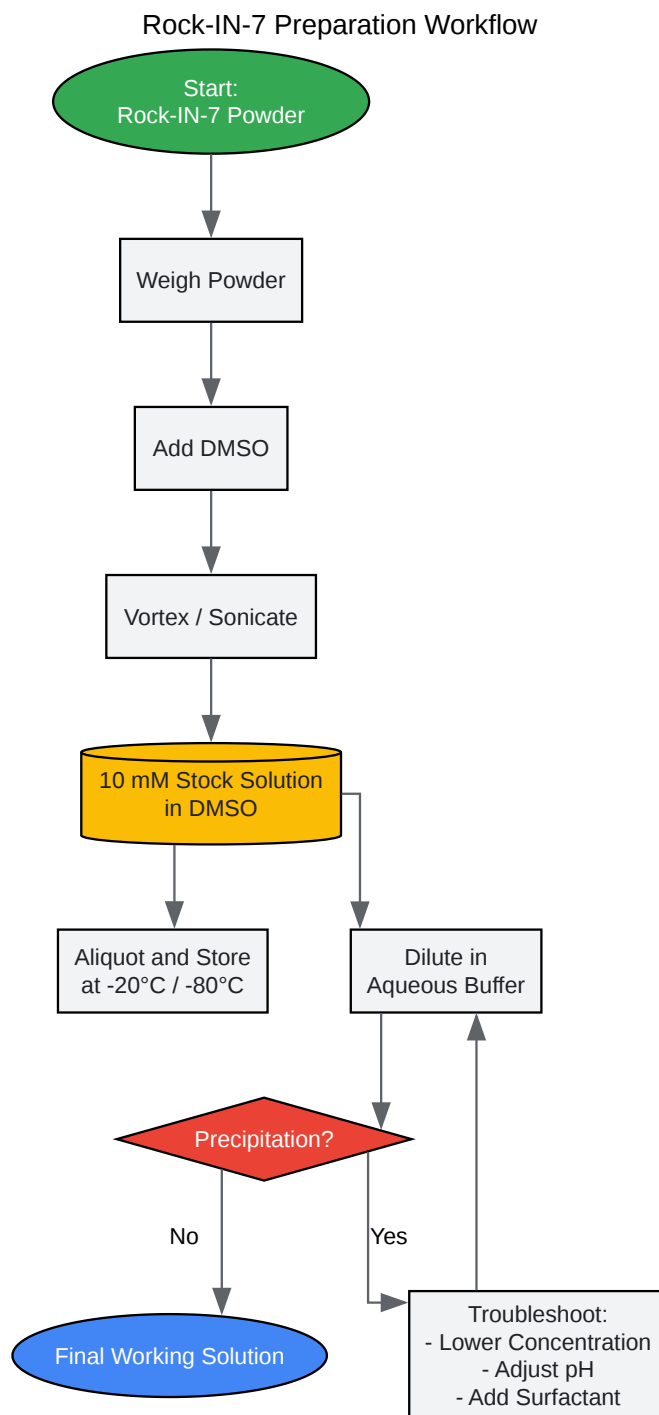 Rock-IN-7 Preparation Workflow
Start:
Rock-IN-7 Powder
Weigh Powder
Add DMSO
Vortex / Sonicate
10 mM Stock Solution
in DMSO
Aliquot and Store
at -20°C / -80°C
Dilute in
Aqueous Buffer
Precipitation?
No
Yes
Final Working Solution
Troubleshoot:
- Lower Concentration
- Adjust pH
- Add Surfactant